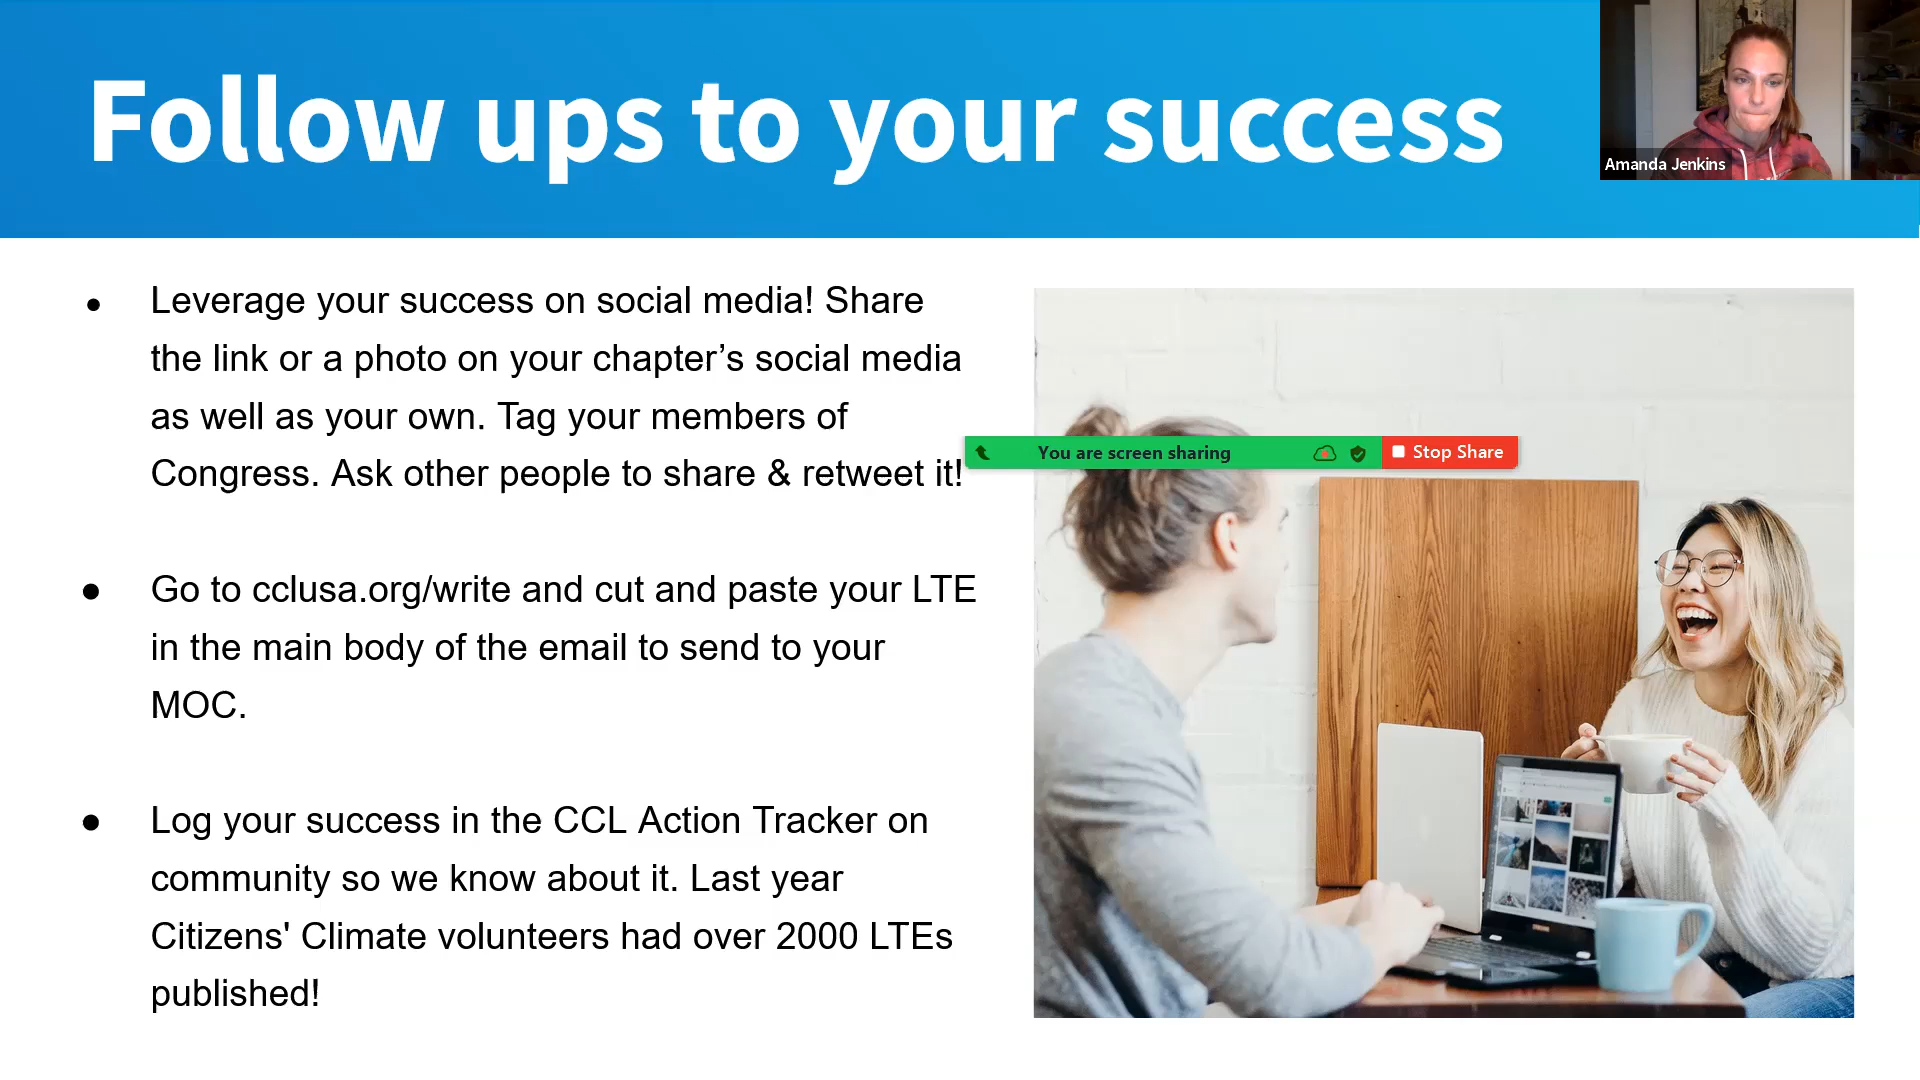 Follow ups to your success
Amanda Jenkins
● Leverage your success on social media! Share
the link or a photo on your chapter’s social media
as well as your own. Tag your members of
Congress. Ask other people to share & retweet it!
You are screen sharing
Stop Share
● Go to cclusa.org/write and cut and paste your LTE
in the main body of the email to send to your
MOC.
● Log your success in the CCL Action Tracker on
community so we know about it. Last year
Citizens' Climate volunteers had over 2000 LTEs
published!